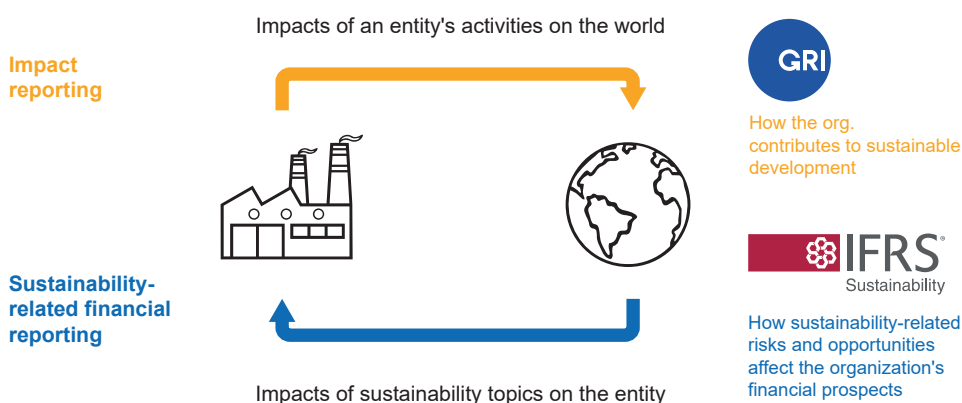 Impacts of an entity's activities on the world
Impact
reporting
GRI
How the org.
contributes to sustainable
development
IFRS®
Sustainability
Sustainability-
related financial
reporting
How sustainability-related
risks and opportunities
affect the organization's
financial prospects
Impacts of sustainability topics on the entity